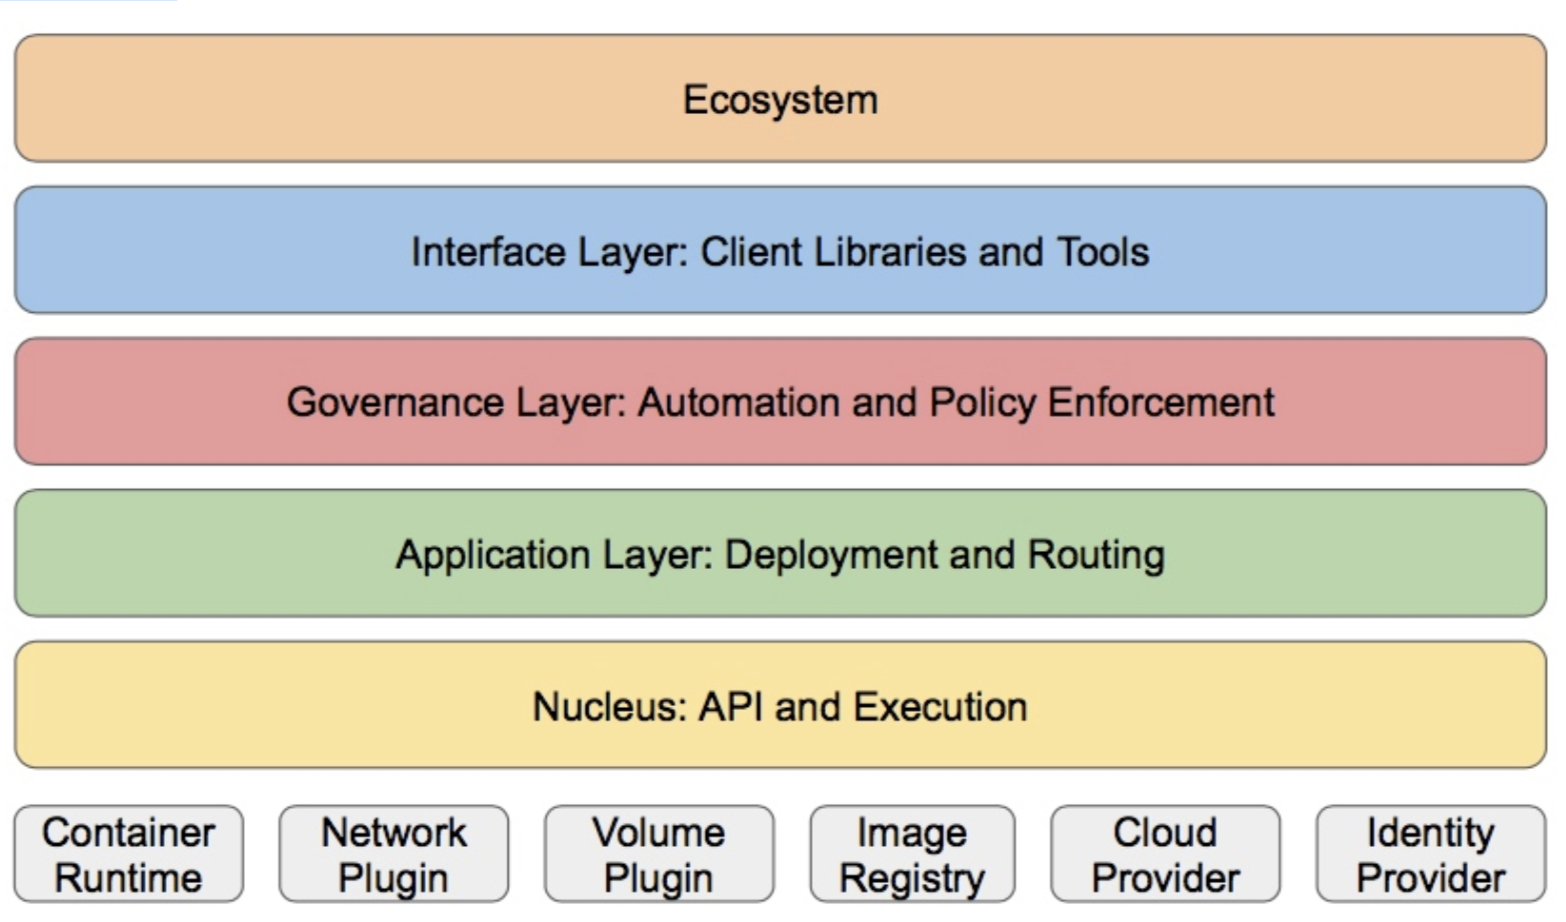 Ecosystem
Interface Layer: Client Libraries and Tools
Governance Layer: Automation and Policy Enforcement
Application Layer: Deployment and Routing
Nucleus: API and Execution
Container
Runtime
Network
Plugin
Volume
Plugin
Image
Registry
Cloud
Provider
Identity
Provider